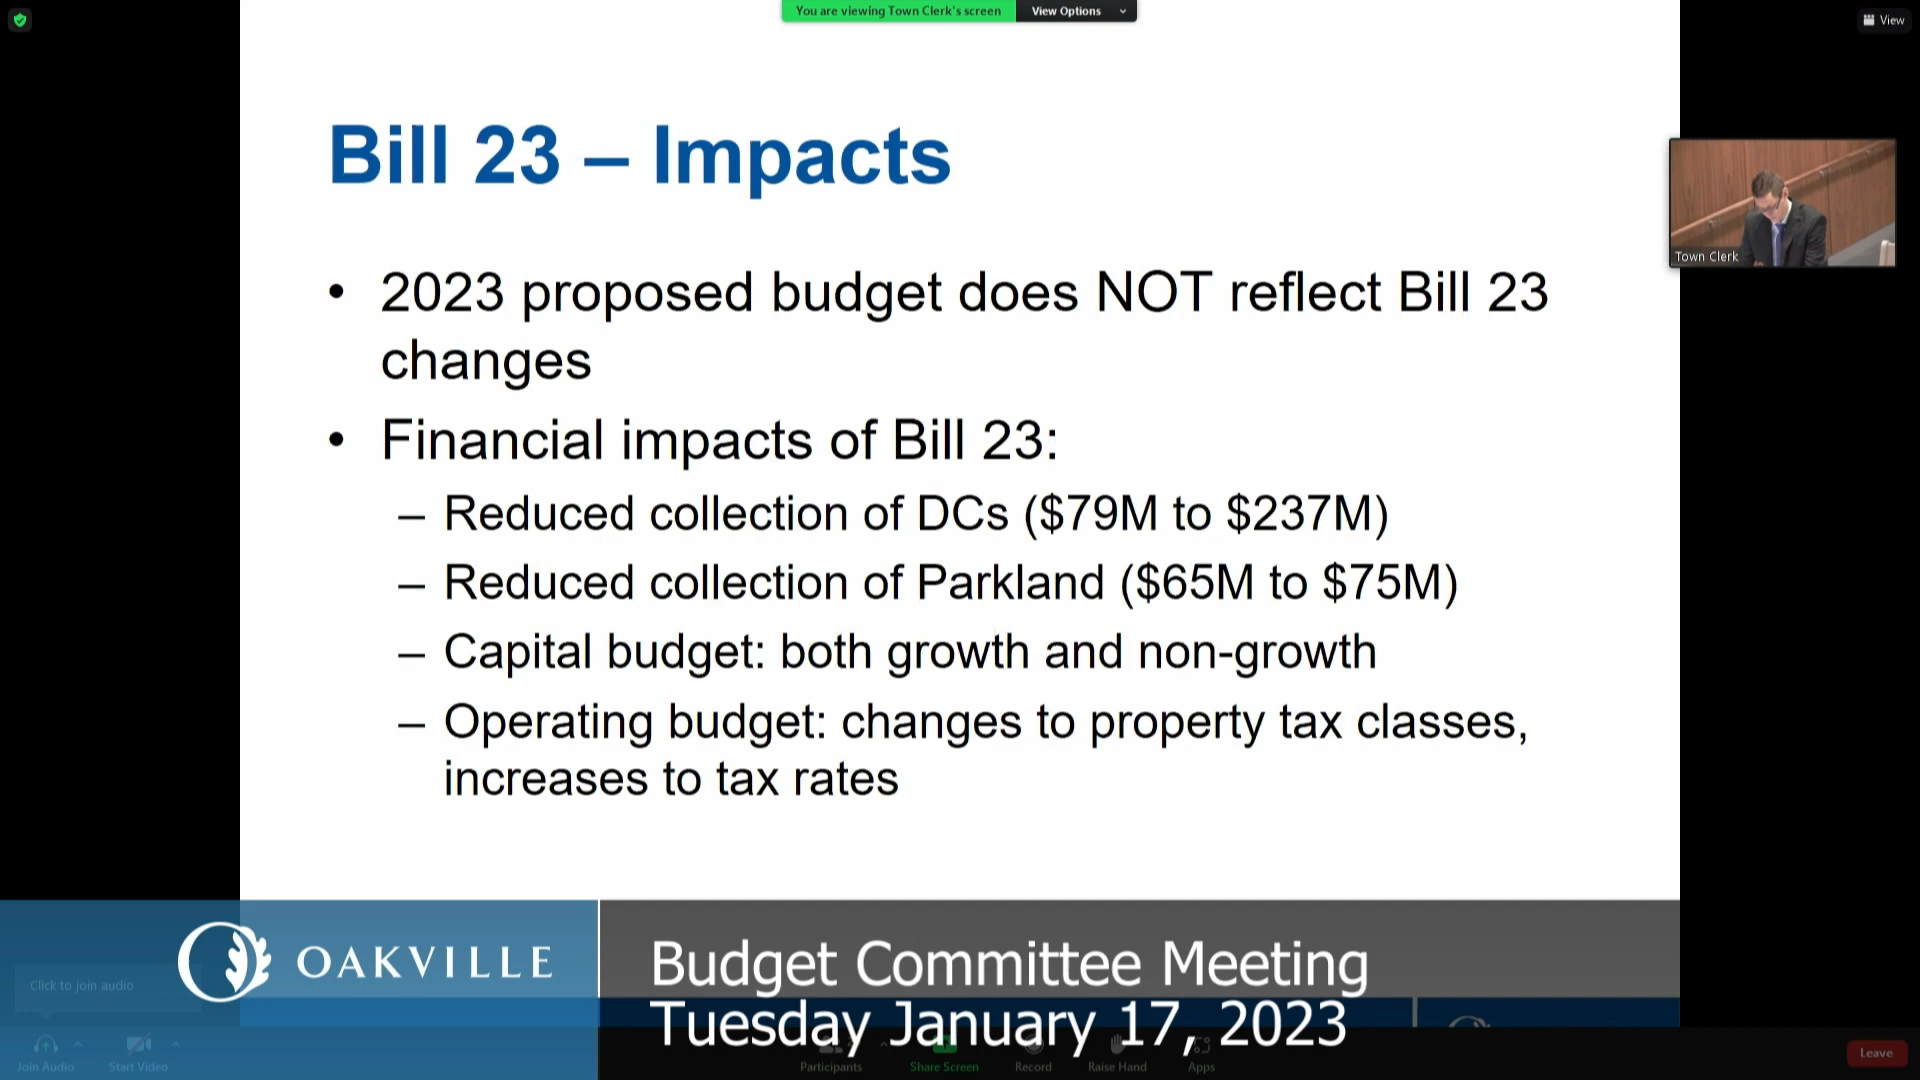 You are viewing Town Clerk's screen
View Options
View
Bill 23 – Impacts
• 2023 proposed budget does NOT reflect Bill 23
changes
• Financial impacts of Bill 23:
– Reduced collection of DCs ($79M to $237M)
– Reduced collection of Parkland ($65M to $75M)
– Capital budget: both growth and non-growth
– Operating budget: changes to property tax classes,
increases to tax rates
Town Clerk
OAKVILLE
Budget Committee Meeting
Tuesday January 17, 2023
Click to join audio
Join Audio
Start Video
Participants
Share Screen
Record
Raise Hand
Apps
Leave